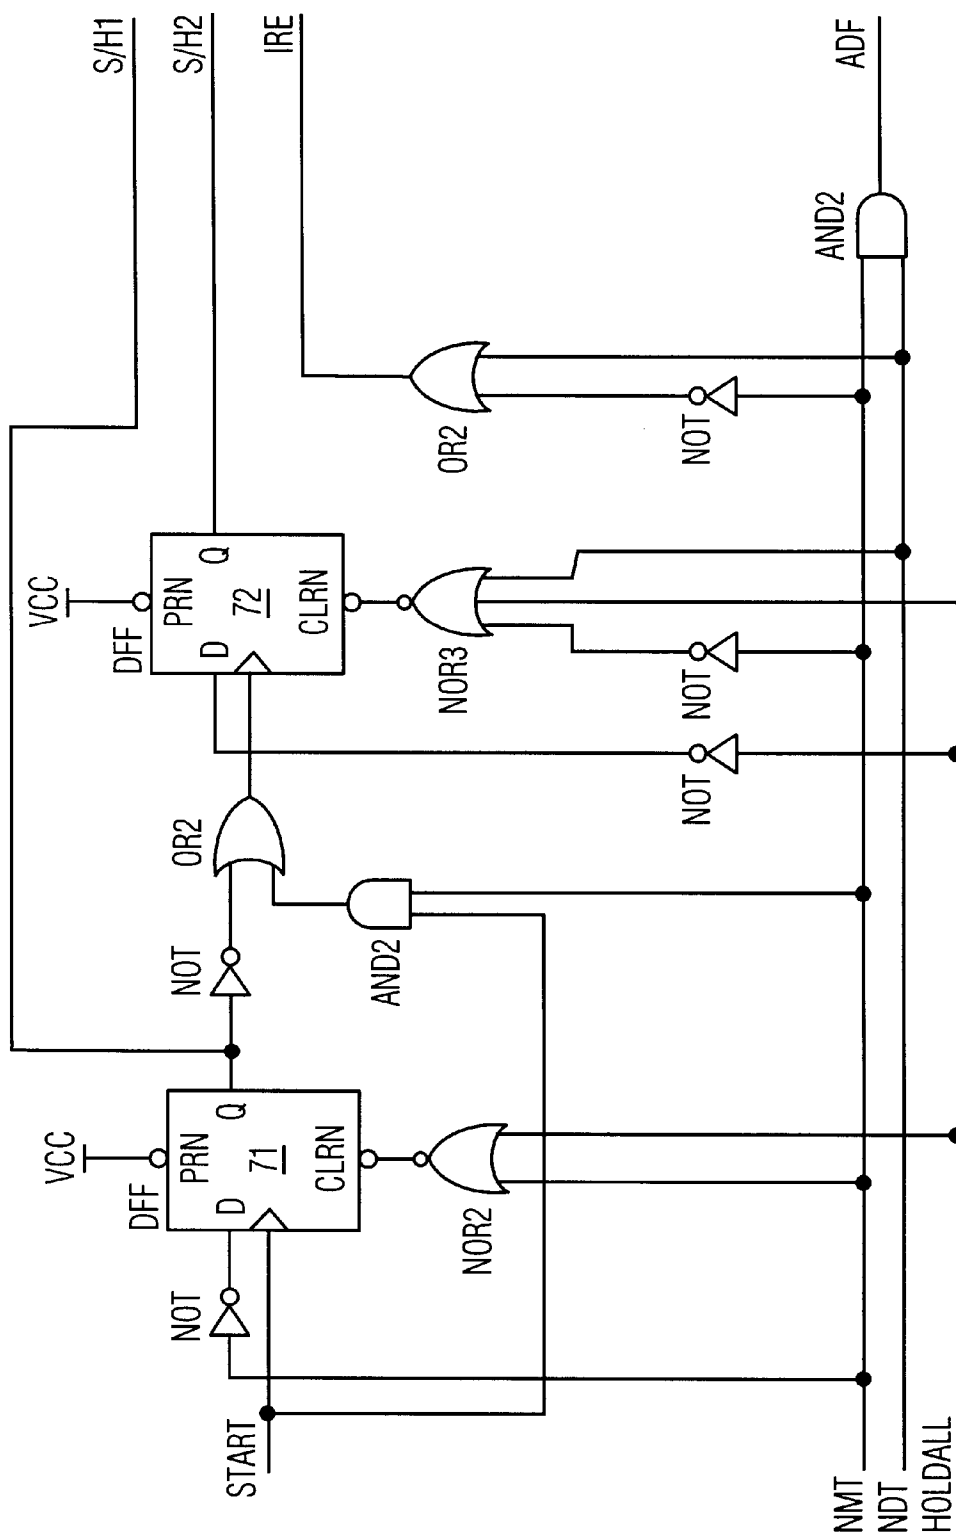 VCC
VCC
S/H1
DFF
DFF
PRN
PRN
S/H2
NOT
NOT
OR2
D
Q
D
Q
START
71
72
IRE
CLRN
CLRN
AND2
NOR2
NOR3
OR2
NOT
NOT
NOT
AND2
ADF
NMT
NDT
HOLDALL